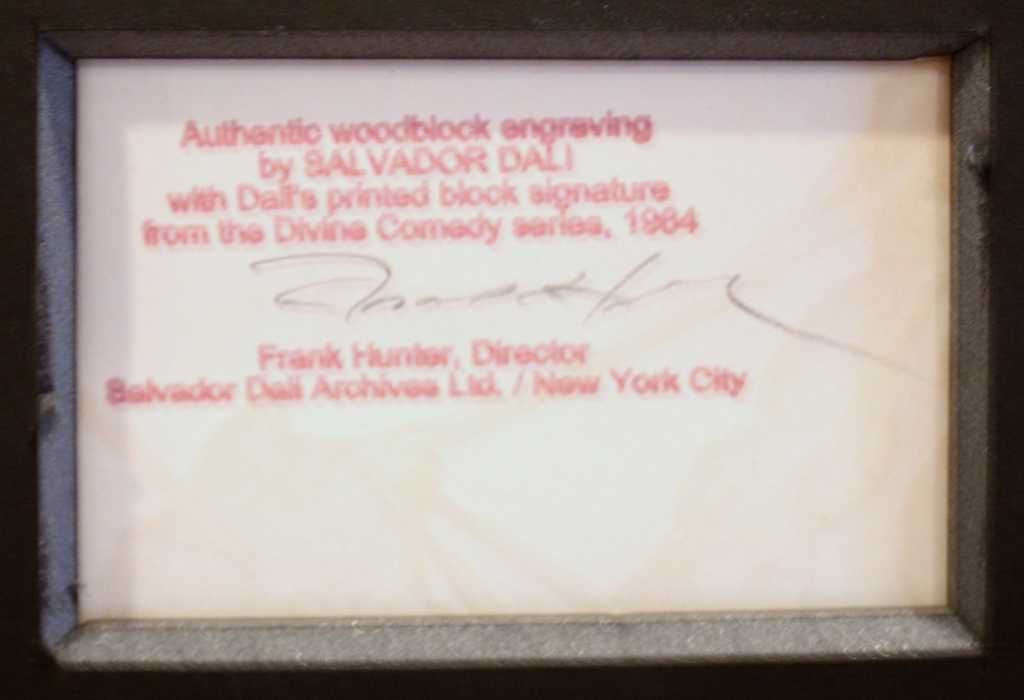 Authentic woodblock engraving
by SALVADOR DALI
with Dali's printed block signature
from the Divine Comedy series, 1964
Frank Hunter, Director
Salvador Dali Archives Ltd. / New York City